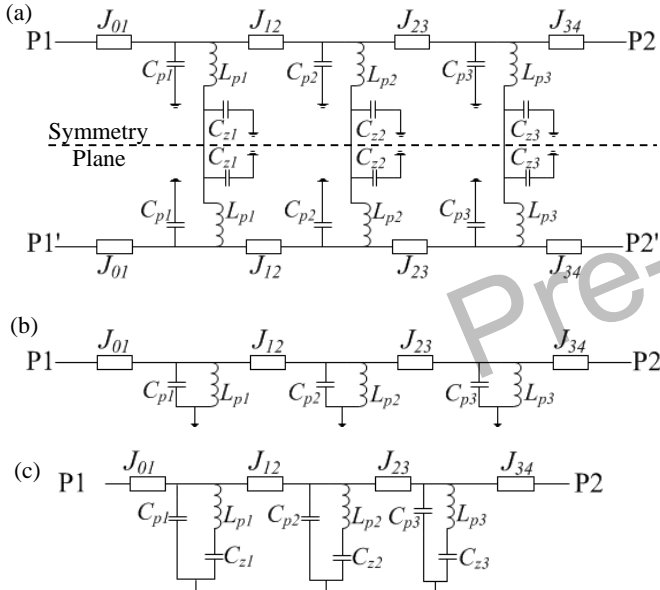 (a)
J01 J12 J23 J34
P1 P2
Cp1 Lp1 Cp2 Lp2 Cp3 Lp3
Cz1 Cz2 Cz3
Symmetry
Plane
Cz1 Cz2 Cz3
Cp1 Lp1 Cp2 Lp2 Cp3 Lp3
P1' P2'
J01 J12 J23 J34
Pre-
(b)
J01 J12 J23 J34
P1 P2
Cp1 Lp1 Cp2 Lp2 Cp3 Lp3
(c)
J01 J12 J23 J34
P1 P2
Cp1 Lp1 Cp2 Lp2 Cp3 Lp3
Cz1 Cz2 Cz3